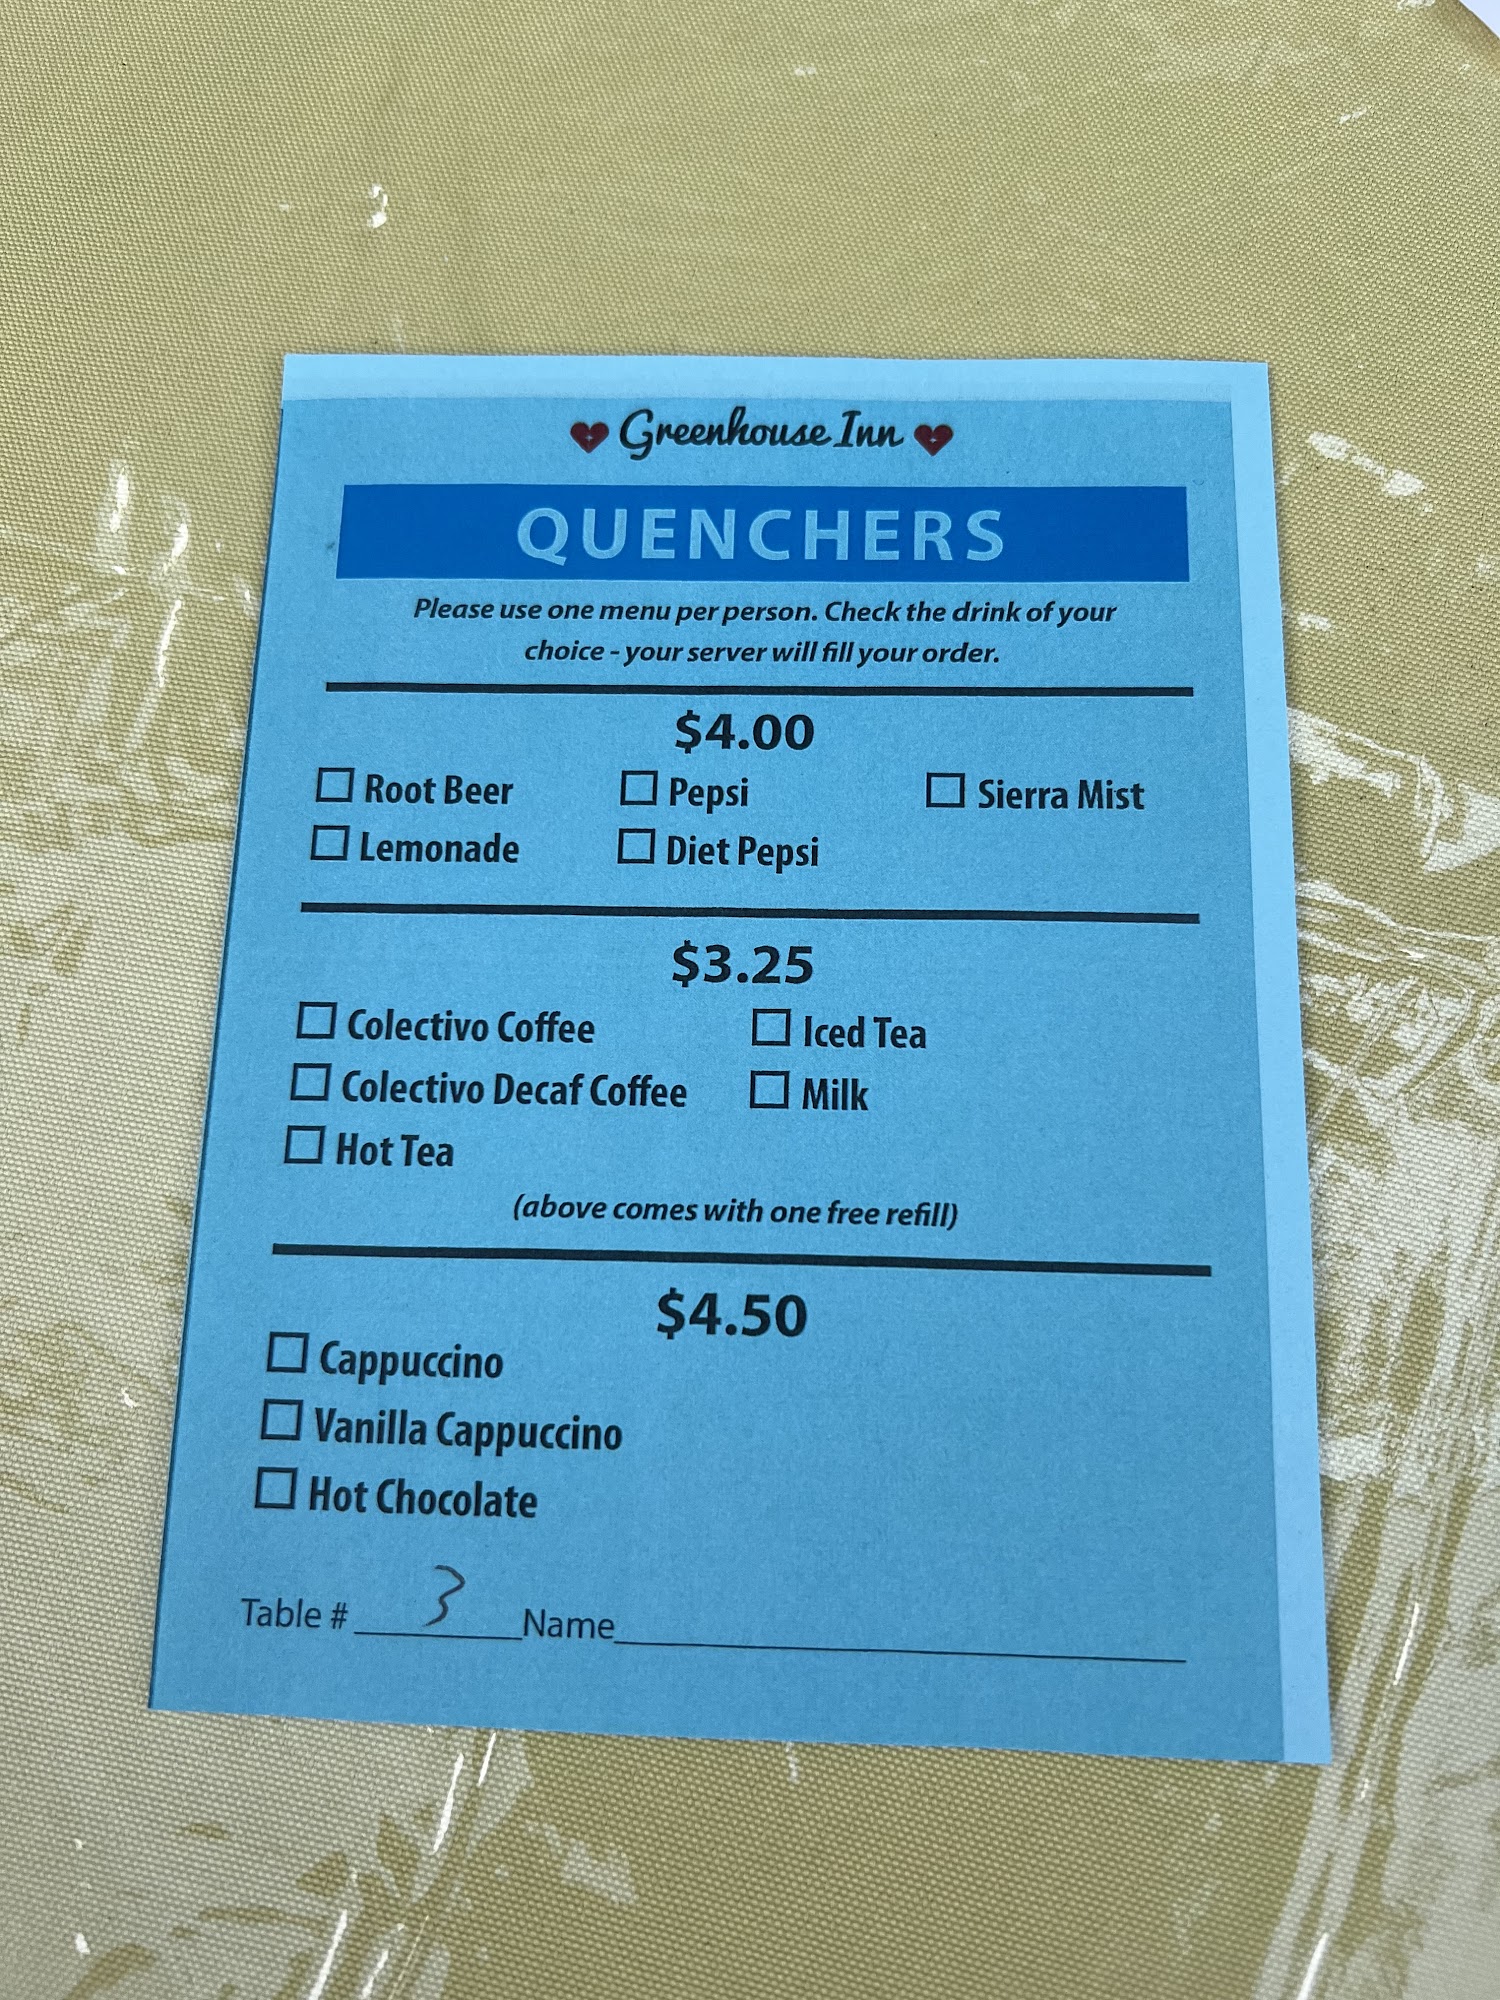 Greenhouse Inn
QUENCHERS
Please use one menu per person. Check the drink of your
choice - your server will fill your order.
$4.00
Root Beer Pepsi Sierra Mist
Lemonade Diet Pepsi
$3.25
Colectivo Coffee Iced Tea
Colectivo Decaf Coffee Milk
Hot Tea
(above comes with one free refill)
$4.50
Cappuccino
Vanilla Cappuccino
Hot Chocolate
Table # 3 Name